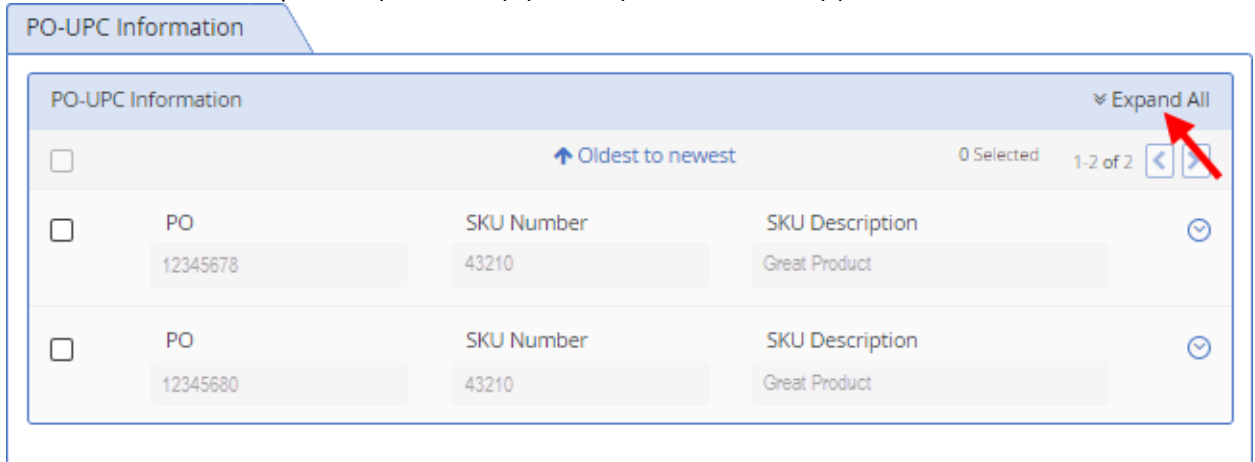 PO-UPC Information
PO-UPC Information Expand All
Oldest to newest 0 Selected 1-2 of 2
PO SKU Number SKU Description
12345678 43210 Great Product
PO SKU Number SKU Description
12345680 43210 Great Product